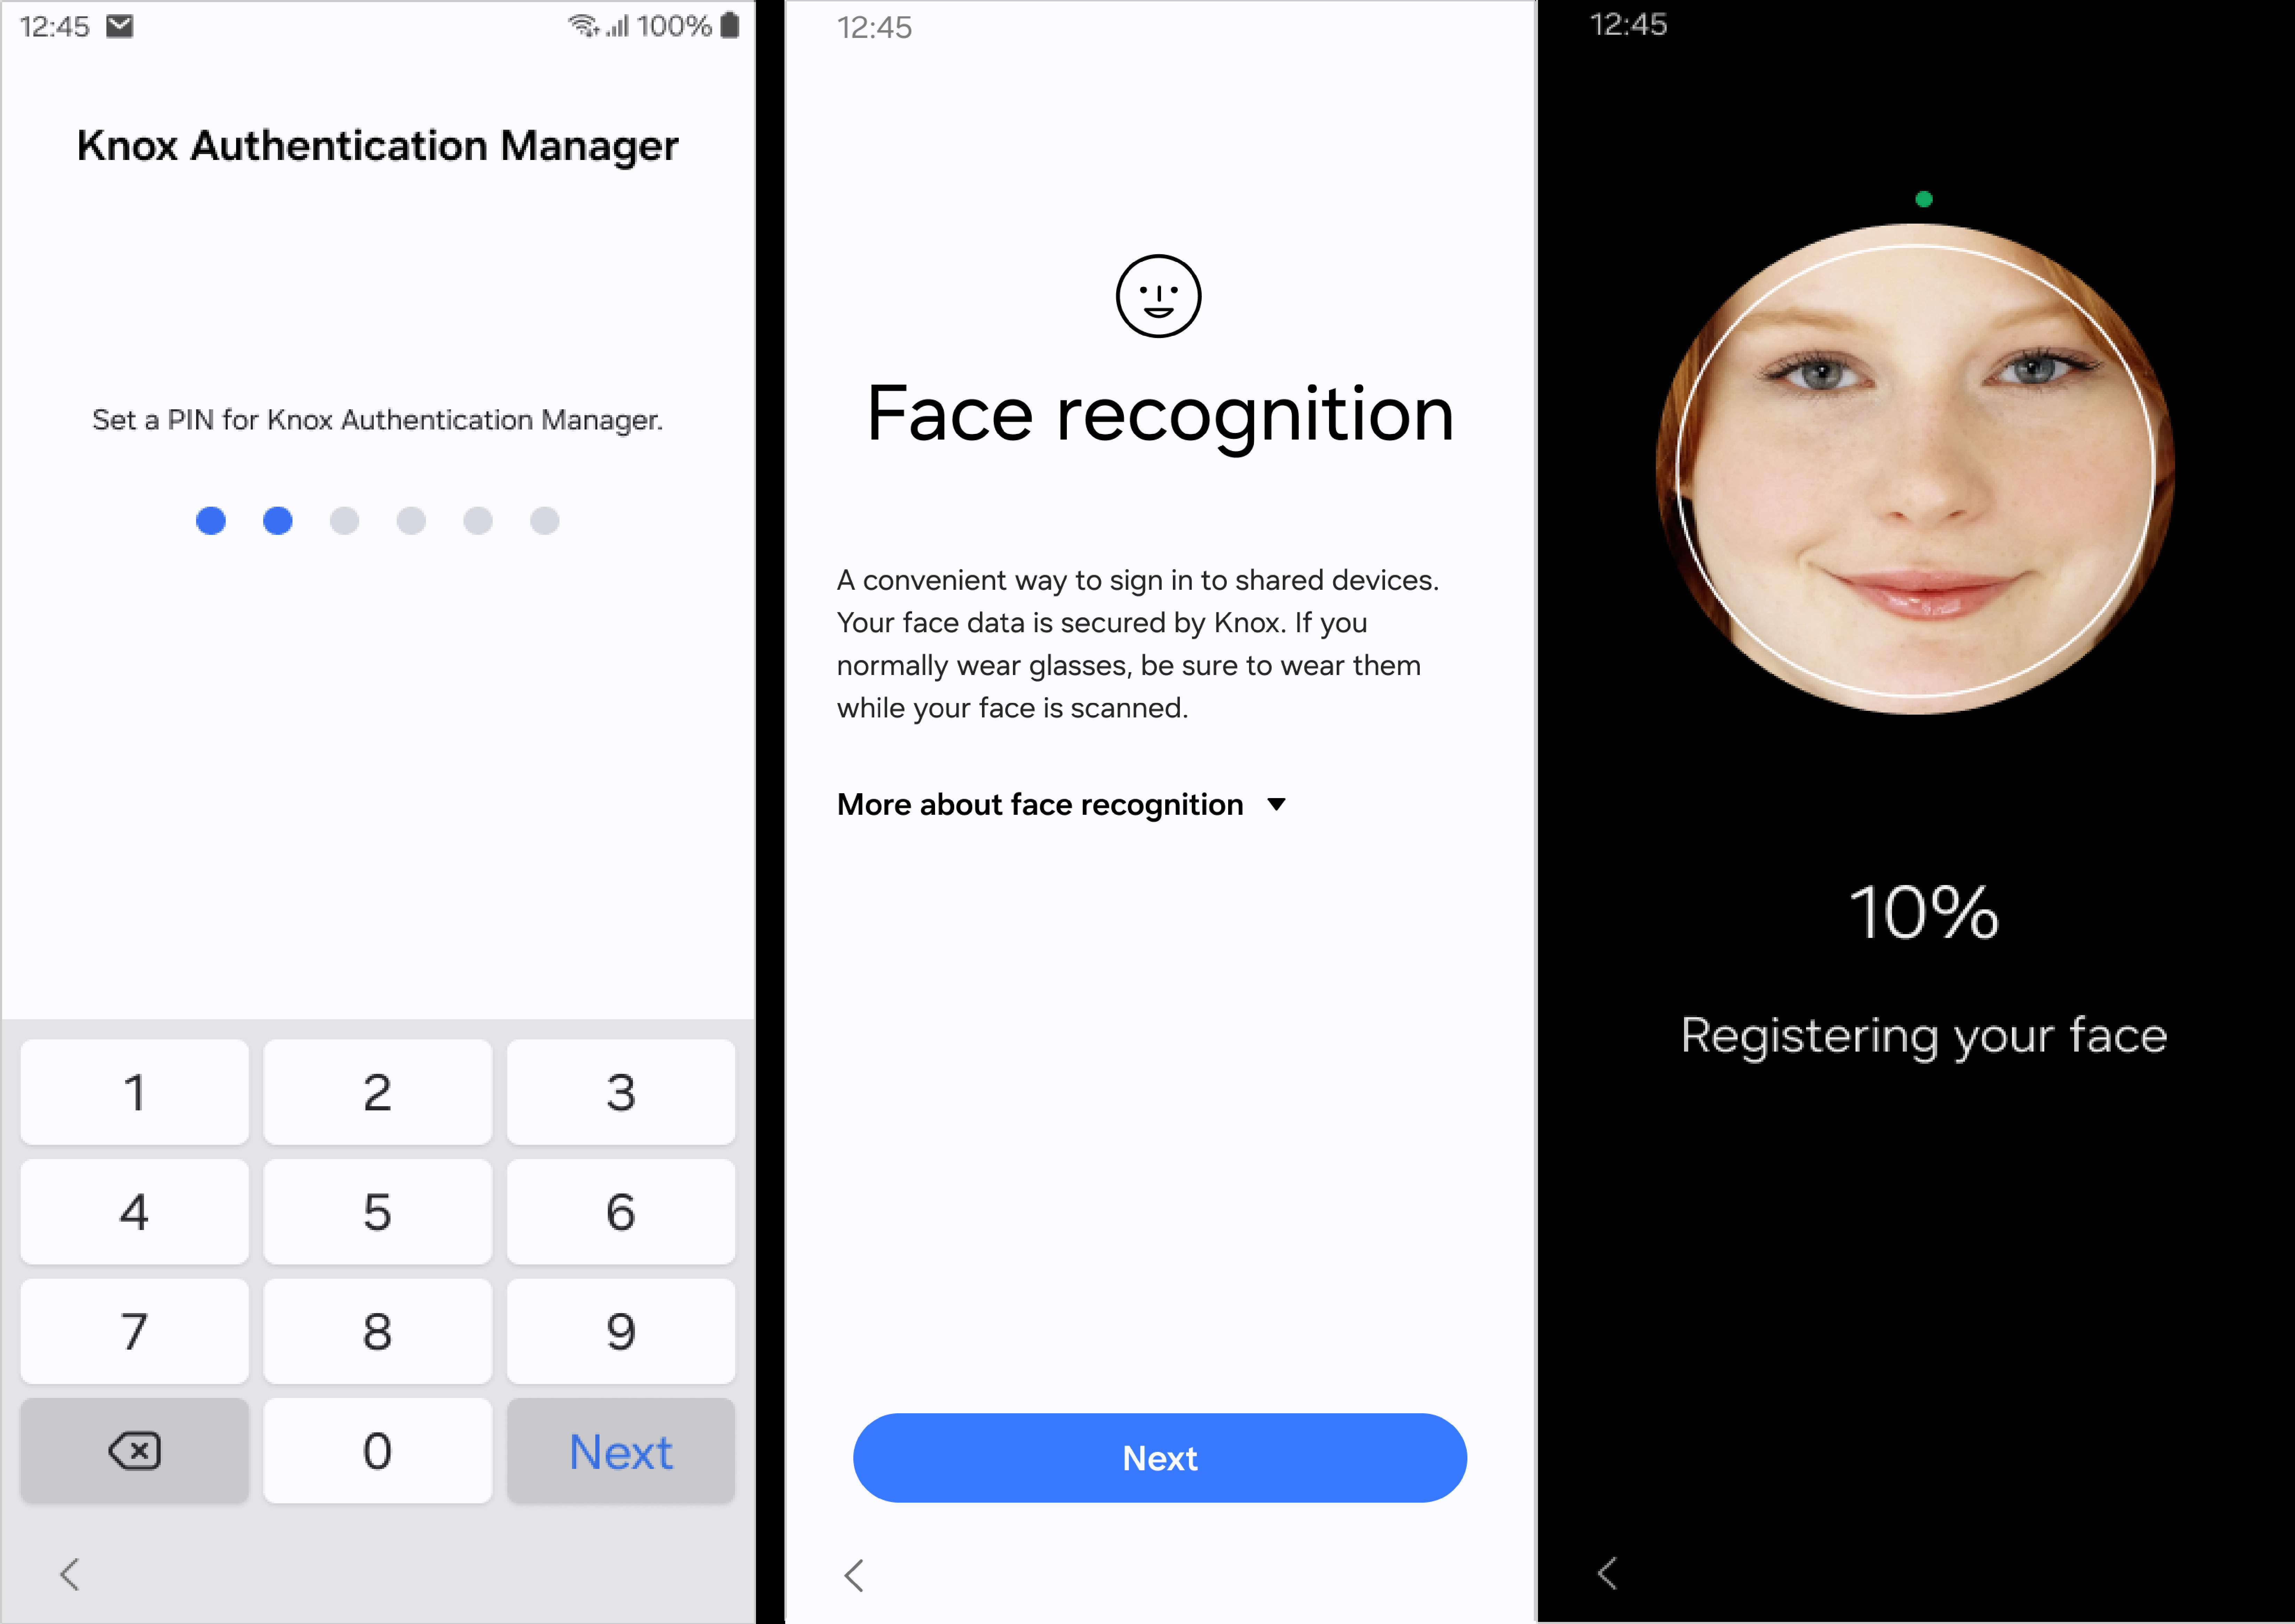 12:45
100%
Knox Authentication Manager
Set a PIN for Knox Authentication Manager.
1 2 3
4 5 6
7 8 9
0 Next
12:45
Face recognition
A convenient way to sign in to shared devices.
Your face data is secured by Knox. If you
normally wear glasses, be sure to wear them
while your face is scanned.
More about face recognition
Next
12:45
10%
Registering your face